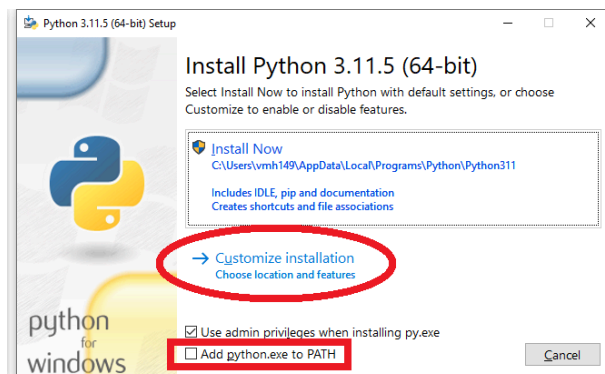 Python 3.11.5 (64-bit) Setup
Install Python 3.11.5 (64-bit)
Select Install Now to install Python with default settings, or choose
Customize to enable or disable features.
Install Now
C:\Users\vmh149\AppData\Local\Programs\Python\Python311
Includes IDLE, pip and documentation
Creates shortcuts and file associations
Customize installation
Choose location and features
Use admin privileges when installing py.exe
Add python.exe to PATH
python
for
windows
Cancel